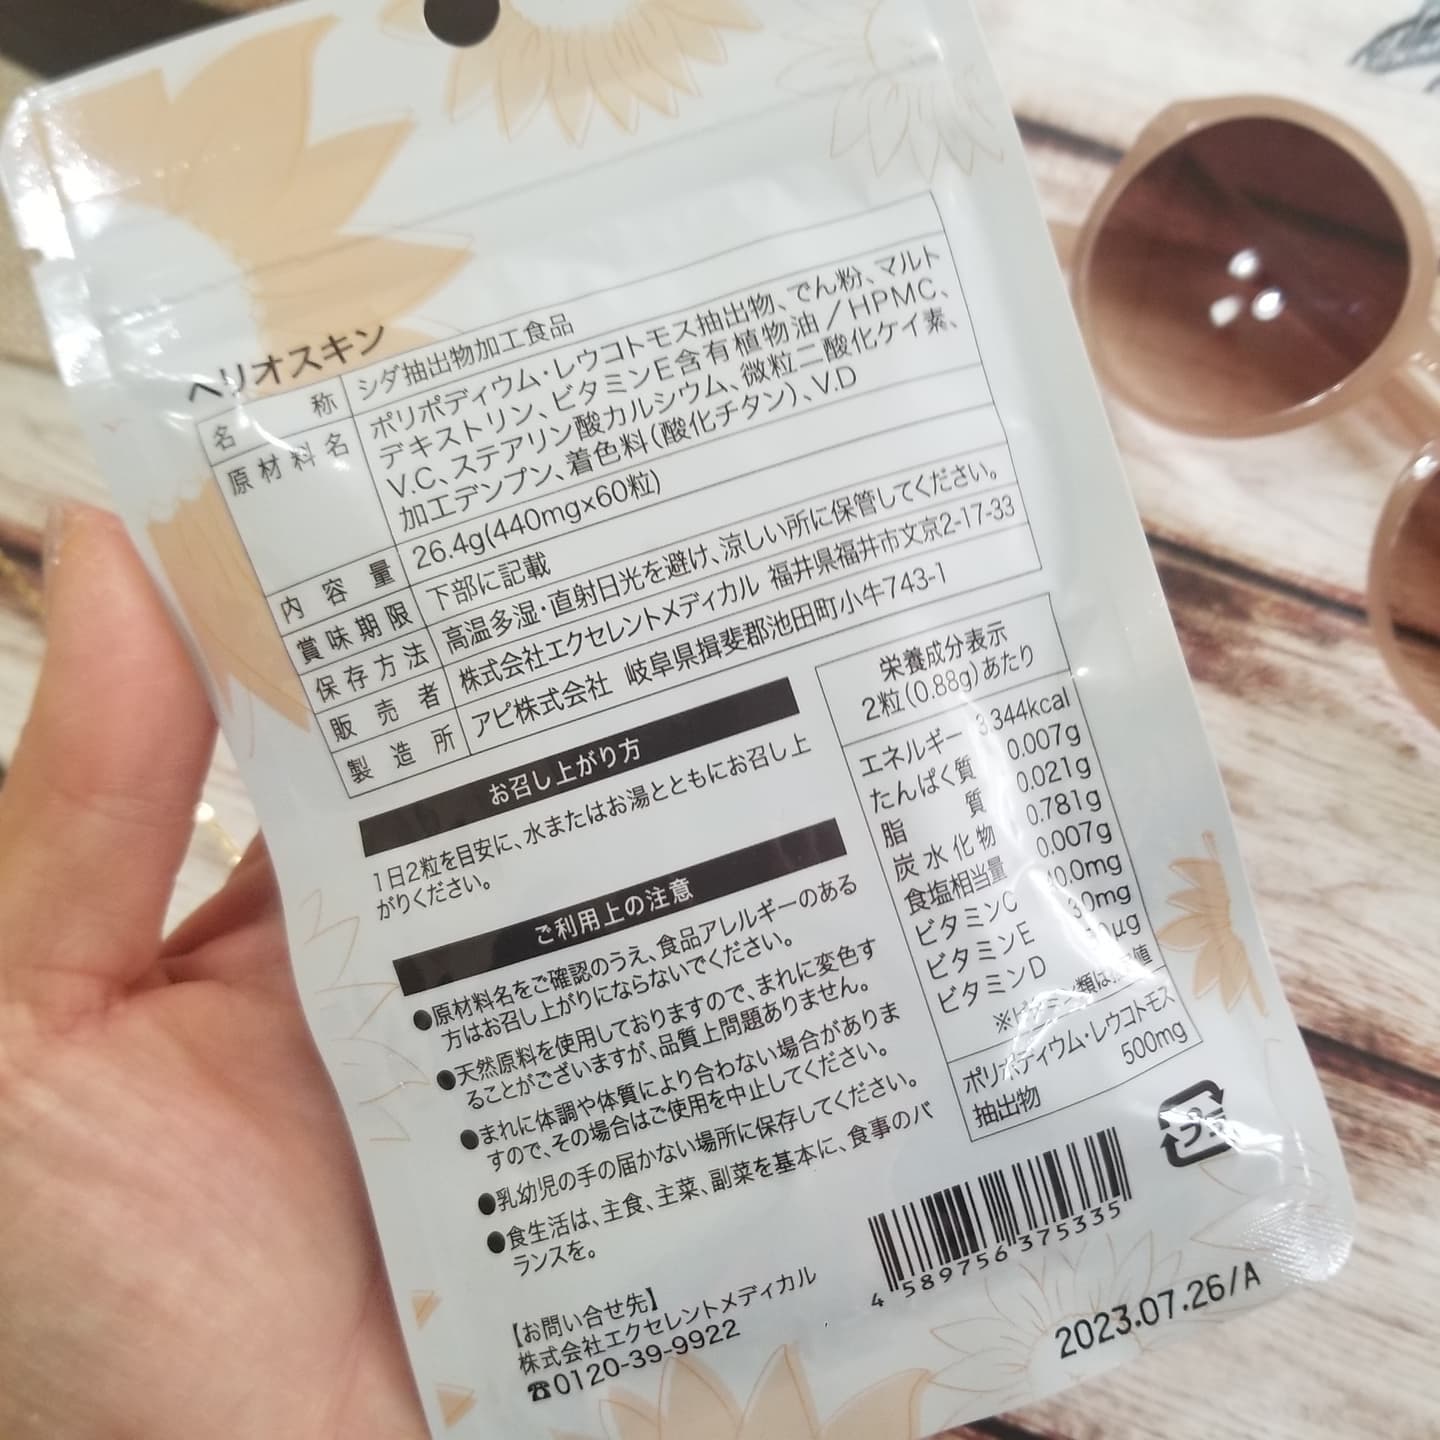 ヘリオスキン
名称 シダ抽出物加工食品
原材料名 ポリポディウム・レウコトモス抽出物、でん粉、マルト
デキストリン、ビタミンE含有植物油/HPMC、
V.C、ステアリン酸カルシウム、微粒二酸化ケイ素、
加工デンプン、着色料(酸化チタン)、V.D
内容量 26.4g(440mg×60粒)
賞味期限 下部に記載
保存方法 高温多湿・直射日光を避け、涼しい所に保管してください。
販売者 株式会社エクセレントメディカル 福井県福井市文京2-17-33
製造所 アピ株式会社 岐阜県揖斐郡池田町小牛743-1
お召し上がり方
1日2粒を目安に、水またはお湯とともにお召し上
がりください。
ご利用上の注意
●原材料名をご確認のうえ、食品アレルギーのある
方はお召し上がりにならないでください。
●天然原料を使用しておりますので、まれに変色す
ることがございますが、品質上問題ありません。
●まれに体調や体質により合わない場合がありま
すので、その場合はご使用を中止してください。
●乳幼児の手の届かない場所に保存してください。
●食生活は、主食、主菜、副菜を基本に、食事のバ
ランスを。
【お問い合せ先】
株式会社エクセレントメディカル
☎0120-39-9922
栄養成分表示
2粒(0.88g)あたり
エネルギー 3.344kcal
たんぱく質 0.007g
脂質 0.021g
炭水化物 0.781g
食塩相当量 0.007g
ビタミンC
ビタミンE 30mg
ビタミンD
※ビタミン類は
ポリポディウム・レウコトモス
抽出物 500mg
プラ
4 589756 375335
2023.07.26/A